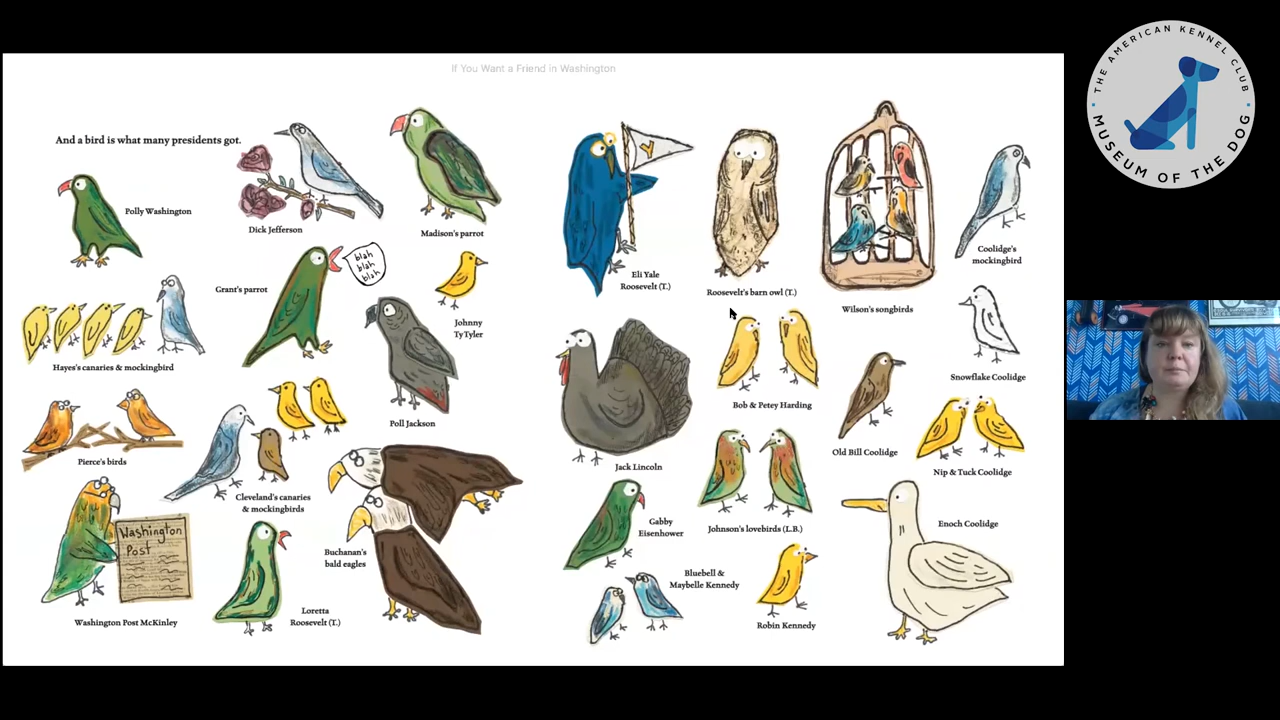 If You Want a Friend in Washington
And a bird is what many presidents got.
Polly Washington
Dick Jefferson
Madison's parrot
Grant's parrot
blah
blah
blah
Johnny
Ty Tyler
Hayes's canaries & mockingbird
Poll Jackson
Pierce's birds
Cleveland's canaries
& mockingbirds
Washington
Post
Buchanan's
bald eagles
Loretta
Roosevelt (T.)
Washington Post McKinley
Y
Eli Yale
Roosevelt (T.)
Roosevelt's barn owl (T.)
Wilson's songbirds
Coolidge's
mockingbird
Snowflake Coolidge
Bob & Petey Harding
Old Bill Coolidge
Nip & Tuck Coolidge
Jack Lincoln
Gabby
Eisenhower
Johnson's lovebirds (L.B.)
Enoch Coolidge
Bluebell &
Maybelle Kennedy
Robin Kennedy
THE AMERICAN KENNEL CLUB
MUSEUM OF THE DOG